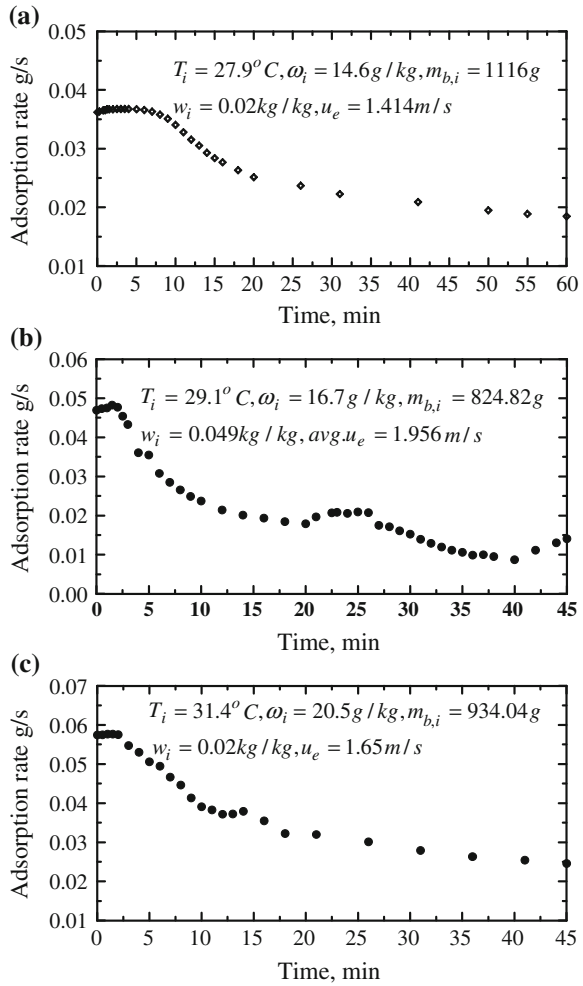 (a)
0.05
0.04
0.03
0.02
0.01
Adsorption rate g/s
T_i = 27.9° C, ω_i = 14.6 g / kg, m_{b,i} = 1116g
w_i = 0.02 kg / kg, u_e = 1.414 m / s
0 5 10 15 20 25 30 35 40 45 50 55 60
Time, min
(b)
0.06
0.05
0.04
0.03
0.02
0.01
0.00
Adsorption rate g/s
T_i = 29.1° C, ω_i = 16.7 g / kg, m_{b,i} = 824.82g
w_i = 0.049 kg / kg, avg. u_e = 1.956 m / s
0 5 10 15 20 25 30 35 40 45
Time, min
(c)
0.07
0.06
0.05
0.04
0.03
0.02
0.01
Adsorption rate g/s
T_i = 31.4° C, ω_i = 20.5 g / kg, m_{b,i} = 934.04 g
w_i = 0.02 kg / kg, u_e = 1.65 m / s
0 5 10 15 20 25 30 35 40 45
Time, min